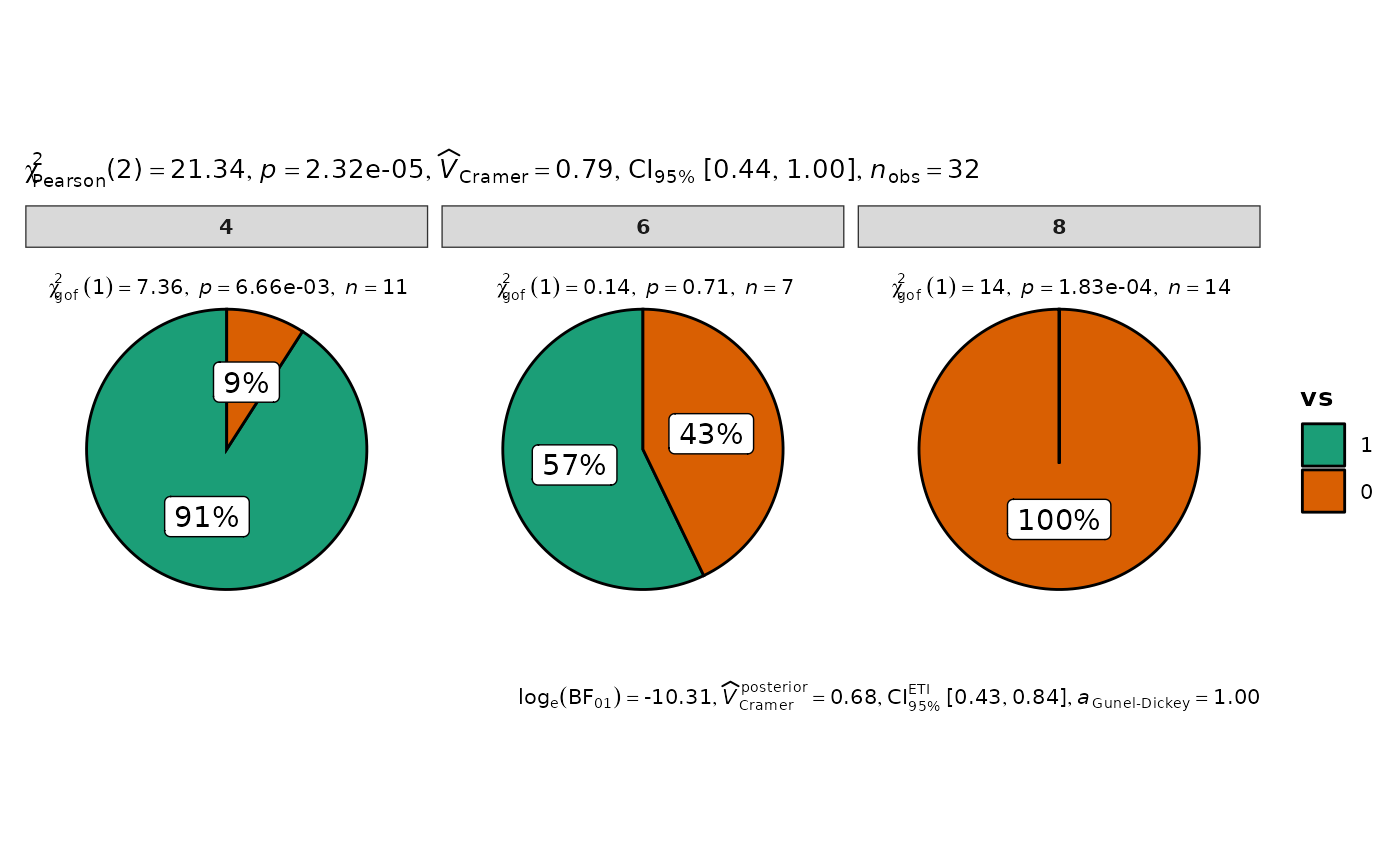 χ²Pearson(2) = 21.34, p = 2.32e-05, V̂Cramer = 0.79, CI95% [0.44, 1.00], nobs = 32
4 6 8
χ²gof (1) = 7.36, p = 6.66e-03, n = 11 χ²gof (1) = 0.14, p = 0.71, n = 7 χ²gof (1) = 14, p = 1.83e-04, n = 14
9%
91%
43%
57%
100%
vs
1
0
loge(BF01) = -10.31, V̂Cramer posterior = 0.68, CI95% ETI [0.43, 0.84], aGunel-Dickey = 1.00